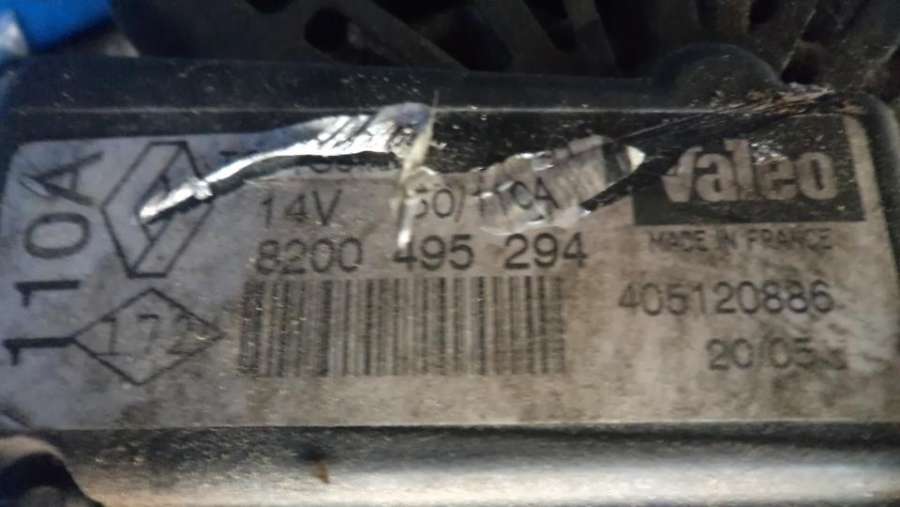 110A
14V
8200 495 294
172
Valeo
MADE IN FRANCE
405120886
20/05